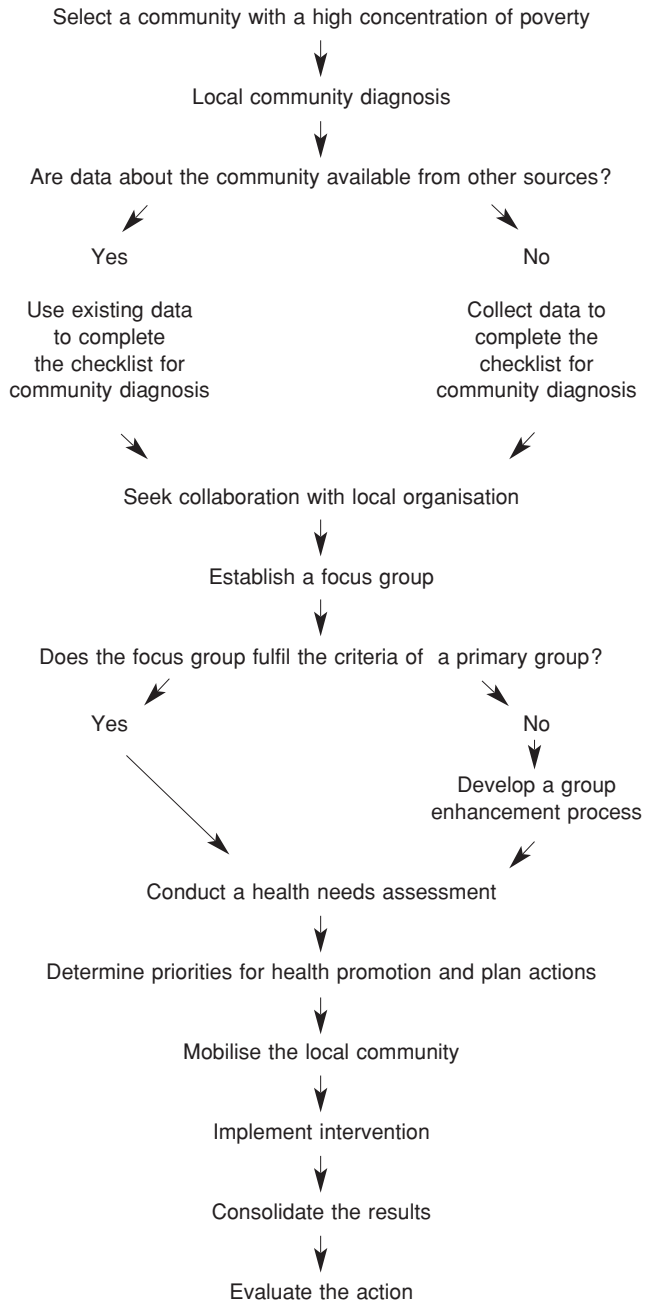 Select a community with a high concentration of poverty
Local community diagnosis
Are data about the community available from other sources?
Yes
No
Use existing data
to complete
the checklist for
community diagnosis
Collect data to
complete the
checklist for
community diagnosis
Seek collaboration with local organisation
Establish a focus group
Does the focus group fulfil the criteria of a primary group?
Yes
No
Develop a group
enhancement process
Conduct a health needs assessment
Determine priorities for health promotion and plan actions
Mobilise the local community
Implement intervention
Consolidate the results
Evaluate the action